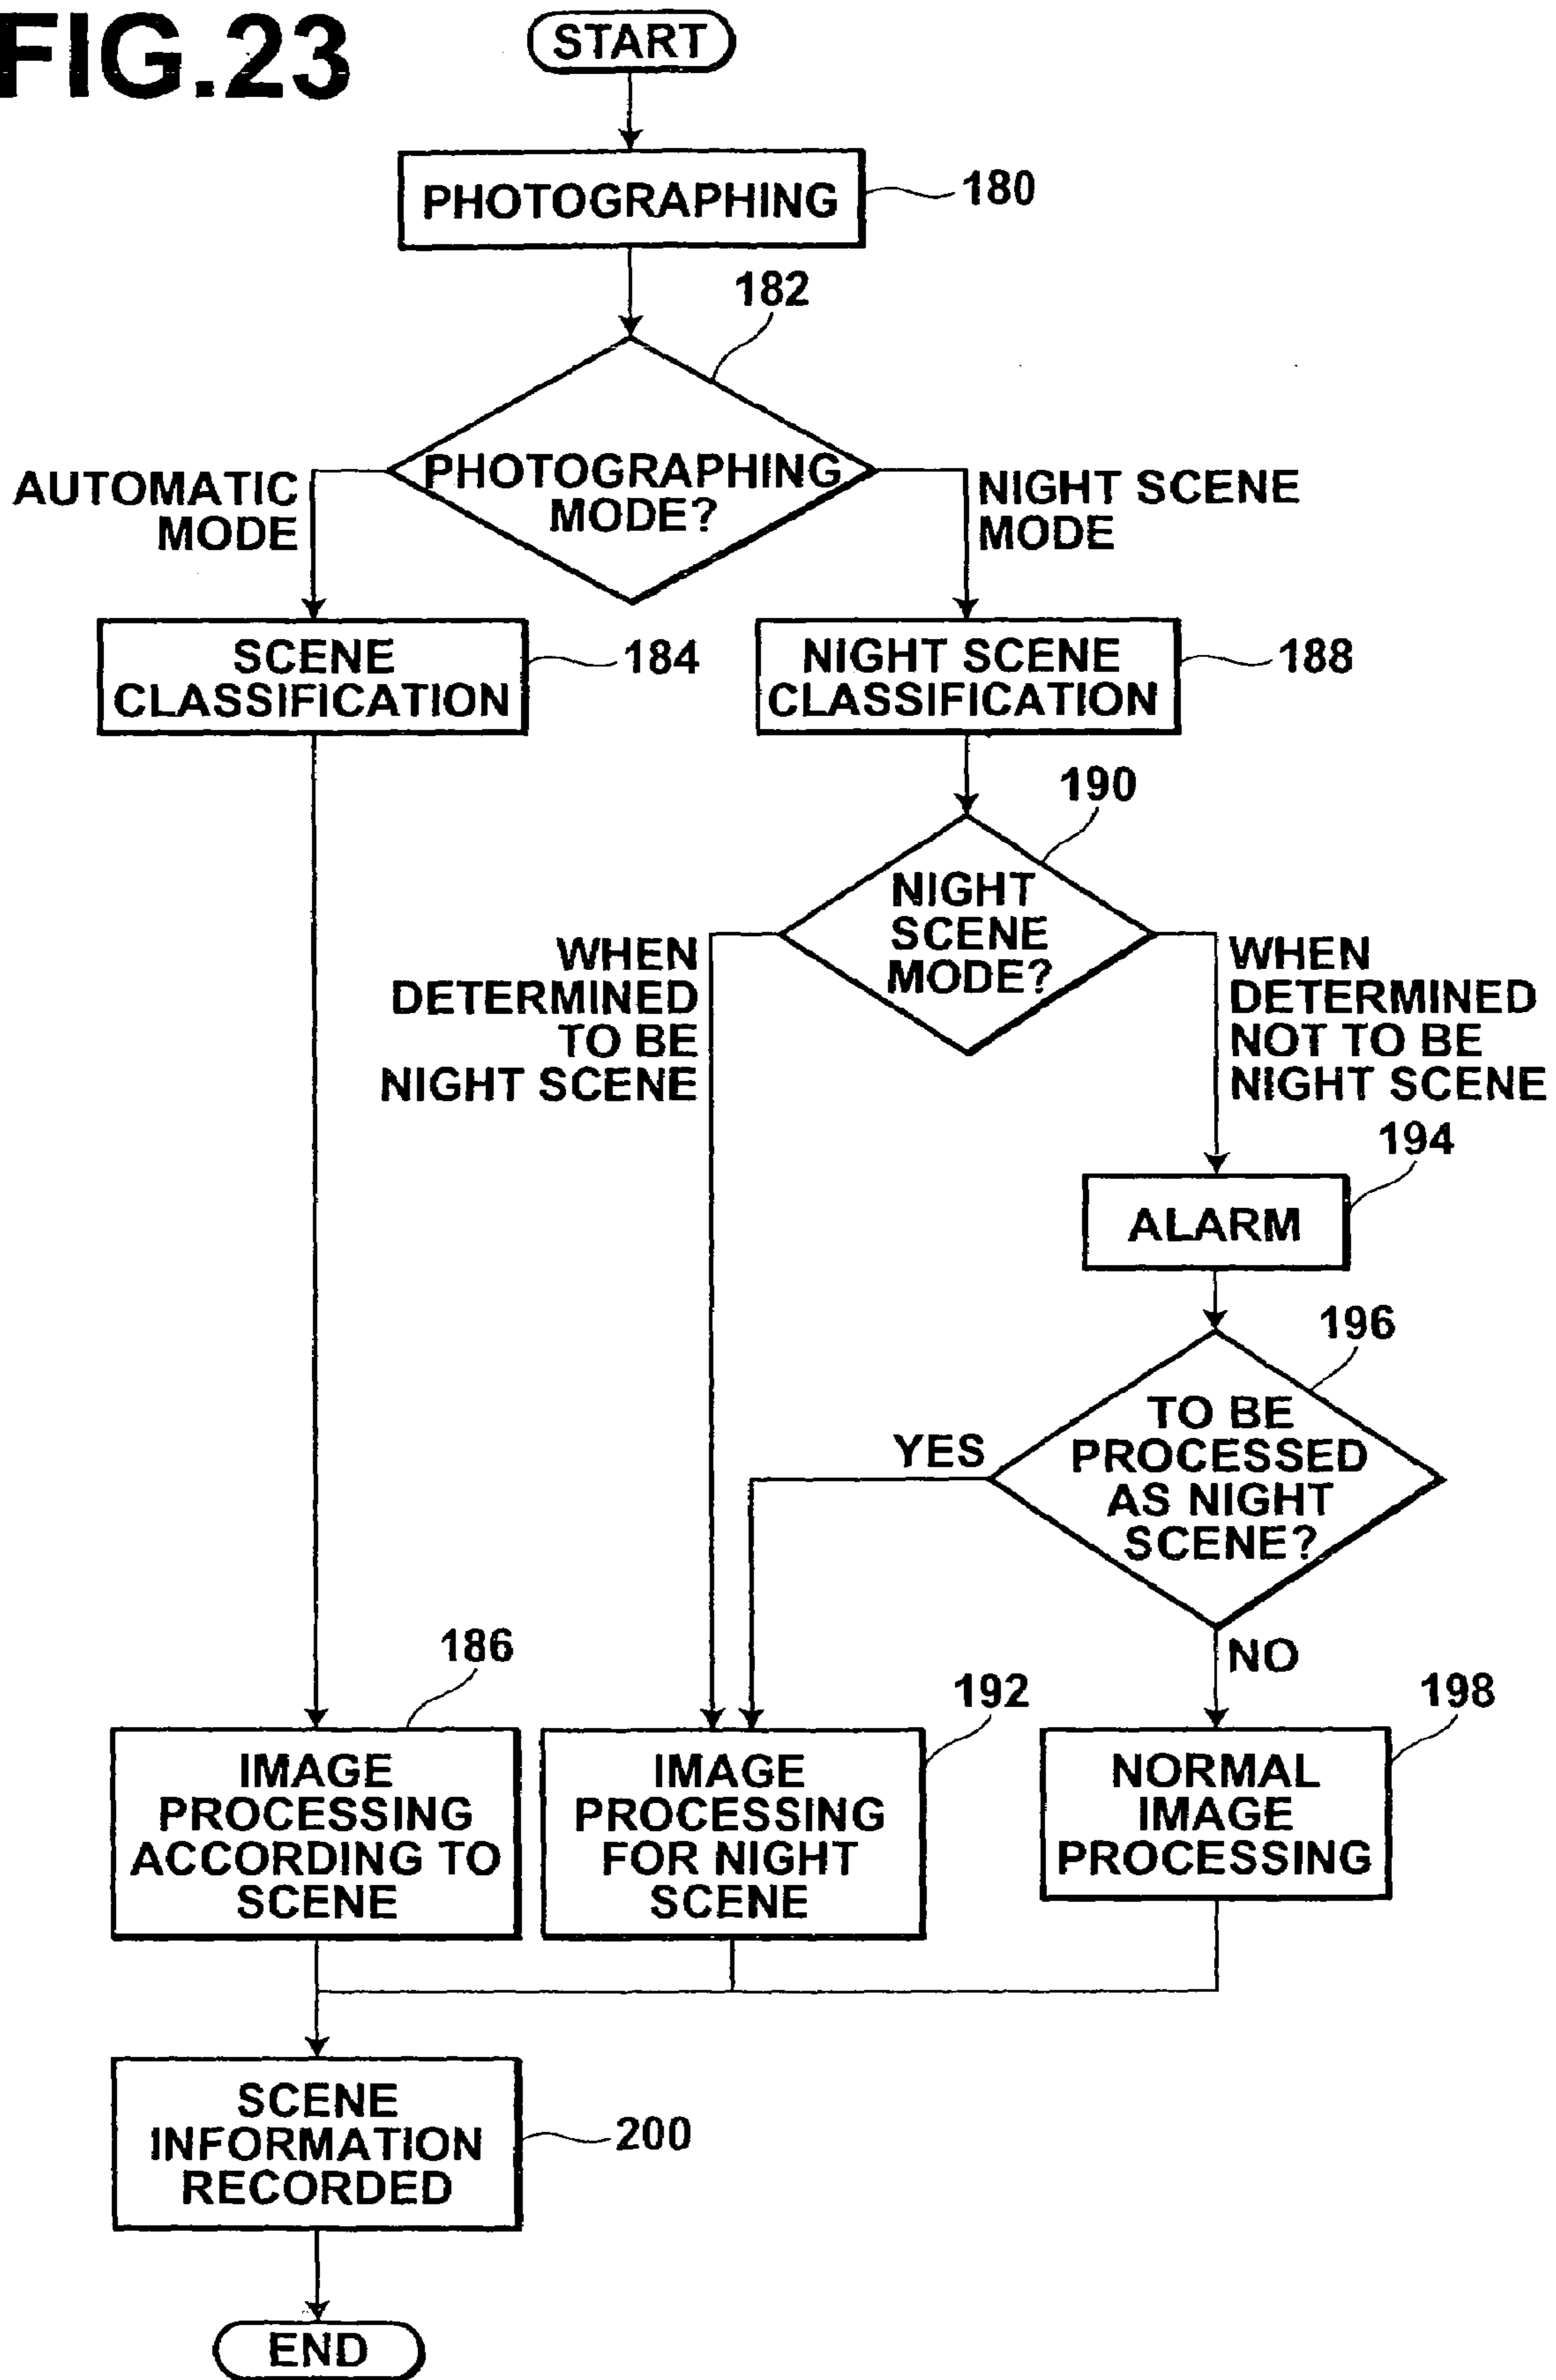 FIG.23
START
PHOTOGRAPHING
180
182
PHOTOGRAPHING
MODE?
AUTOMATIC
MODE
NIGHT SCENE
MODE
SCENE
CLASSIFICATION
184
NIGHT SCENE
CLASSIFICATION
188
190
NIGHT
SCENE
MODE?
WHEN
DETERMINED
TO BE
NIGHT SCENE
WHEN
DETERMINED
NOT TO BE
NIGHT SCENE
194
ALARM
196
TO BE
PROCESSED
AS NIGHT
SCENE?
YES
NO
186
IMAGE
PROCESSING
ACCORDING TO
SCENE
192
IMAGE
PROCESSING
FOR NIGHT
SCENE
198
NORMAL
IMAGE
PROCESSING
SCENE
INFORMATION
RECORDED
200
END